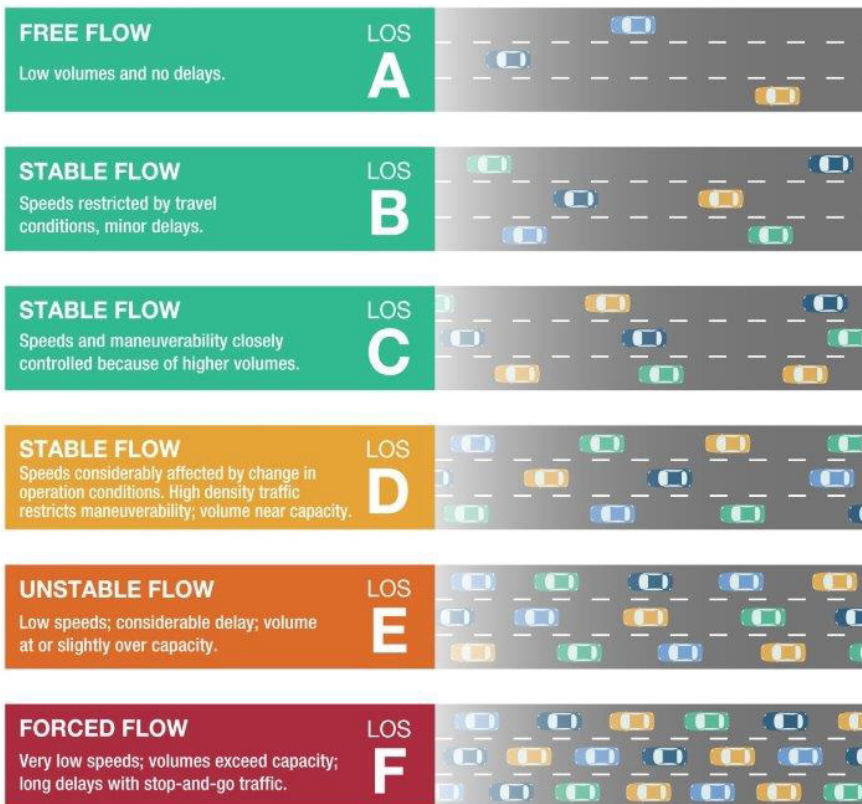 FREE FLOW
LOS
A
Low volumes and no delays.
STABLE FLOW
LOS
B
Speeds restricted by travel
conditions, minor delays.
STABLE FLOW
LOS
C
Speeds and maneuverability closely
controlled because of higher volumes.
STABLE FLOW
LOS
D
Speeds considerably affected by change in
operation conditions. High density traffic
restricts maneuverability; volume near capacity.
UNSTABLE FLOW
LOS
E
Low speeds; considerable delay; volume
at or slightly over capacity.
FORCED FLOW
LOS
F
Very low speeds; volumes exceed capacity;
long delays with stop-and-go traffic.